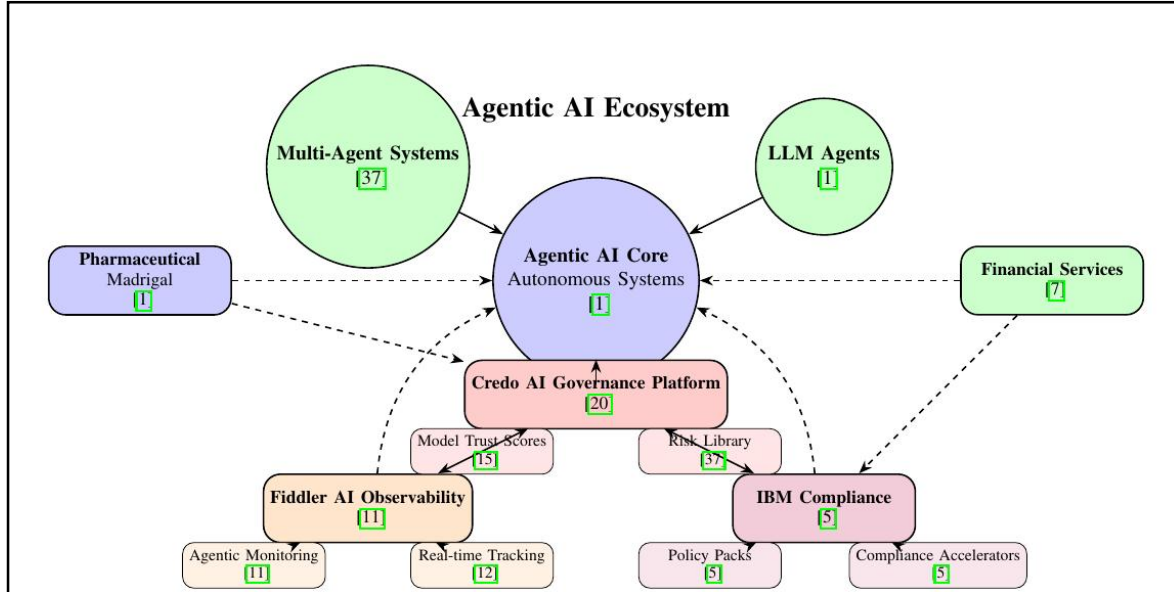 Agentic AI Ecosystem
Multi-Agent Systems
[37]
LLM Agents
[1]
Agentic AI Core
Autonomous Systems
[1]
Pharmaceutical
Madrigal
[1]
Financial Services
[7]
Credo AI Governance Platform
[20]
Model Trust Scores
[15]
Risk Library
[37]
Fiddler AI Observability
[11]
IBM Compliance
[5]
Agentic Monitoring
[11]
Real-time Tracking
[12]
Policy Packs
[5]
Compliance Accelerators
[5]